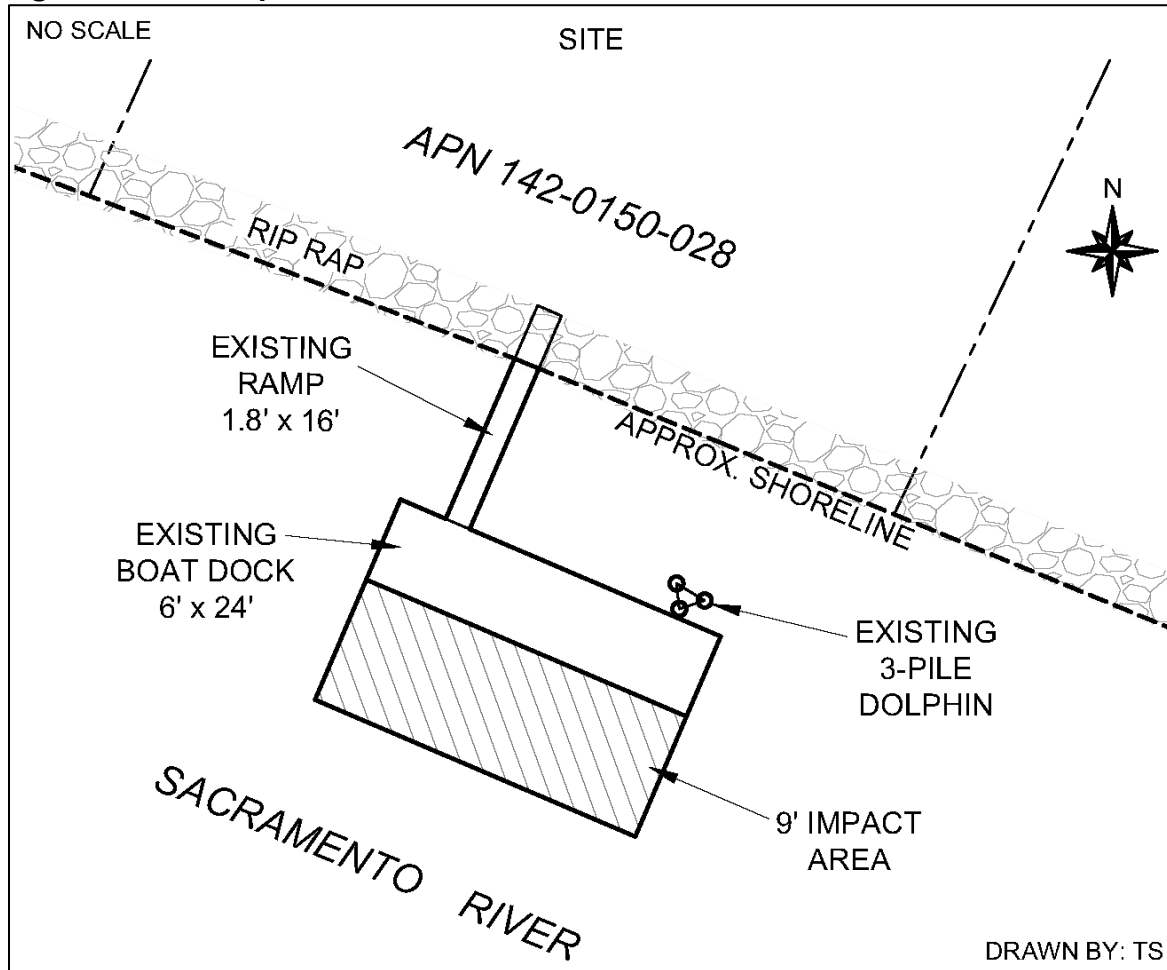 NO SCALE
SITE
APN 142-0150-028
N
RIP RAP
EXISTING
RAMP
1.8' x 16'
APPROX. SHORELINE
EXISTING
BOAT DOCK
6' x 24'
EXISTING
3-PILE
DOLPHIN
9' IMPACT
AREA
SACRAMENTO RIVER
DRAWN BY: TS